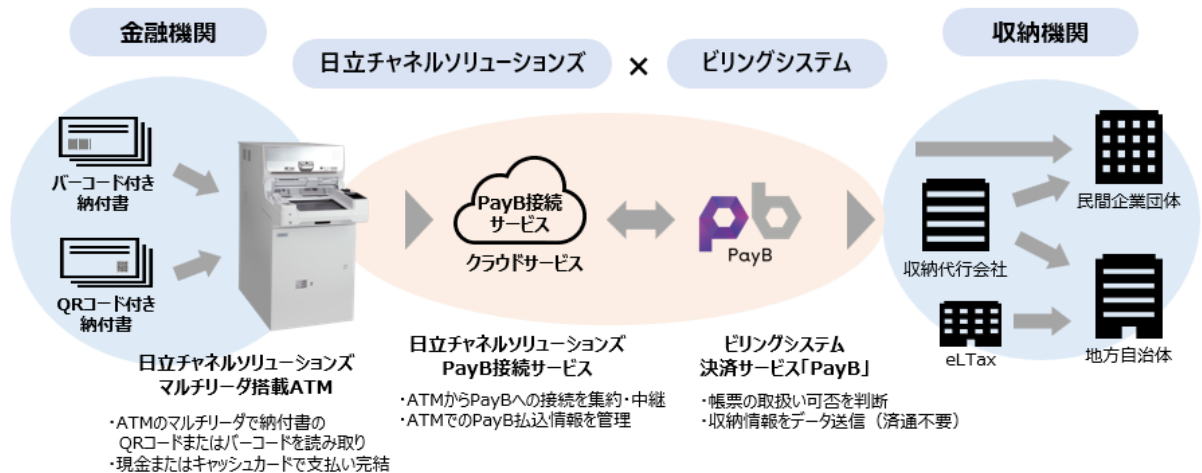 金融機関
日立チャネルソリューションズ
×
ビリングシステム
収納機関
バーコード付き
納付書
QRコード付き
納付書
PayB接続
サービス
クラウドサービス
PayB
民間企業団体
収納代行会社
eLTax
地方自治体
日立チャネルソリューションズ
マルチリーダ搭載ATM
・ATMのマルチリーダで納付書の
QRコードまたはバーコードを読み取り
・現金またはキャッシュカードで支払い完結
日立チャネルソリューションズ
PayB接続サービス
・ATMからPayBへの接続を集約・中継
・ATMでのPayB払込情報を管理
ビリングシステム
決済サービス「PayB」
・帳票の取扱い可否を判断
・収納情報をデータ送信（済通不要）